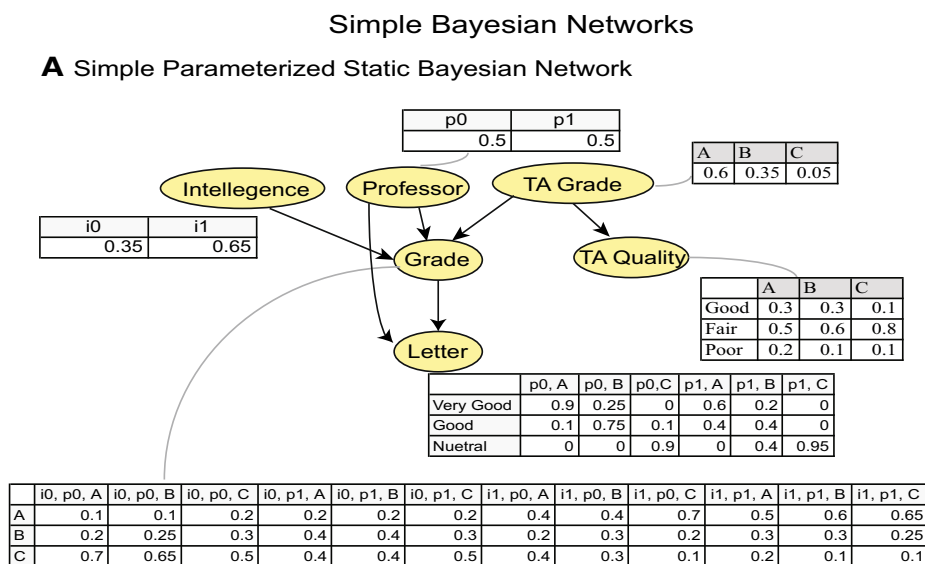 Simple Bayesian Networks
A Simple Parameterized Static Bayesian Network
p0 p1
0.5 0.5
A B C
0.6 0.35 0.05
Intellegence
Professor
TA Grade
i0 i1
0.35 0.65
Grade
TA Quality
A B C
Good 0.3 0.3 0.1
Fair 0.5 0.6 0.8
Poor 0.2 0.1 0.1
Letter
p0, A p0, B p0,C p1, A p1, B p1, C
Very Good 0.9 0.25 0 0.6 0.2 0
Good 0.1 0.75 0.1 0.4 0.4 0
Nuetral 0 0 0.9 0 0.4 0.95
i0, p0, A i0, p0, B i0, p0, C i0, p1, A i0, p1, B i0, p1, C i1, p0, A i1, p0, B i1, p0, C i1, p1, A i1, p1, B i1, p1, C
A 0.1 0.1 0.2 0.2 0.2 0.2 0.4 0.4 0.7 0.5 0.6 0.65
B 0.2 0.25 0.3 0.4 0.4 0.3 0.2 0.3 0.2 0.3 0.3 0.25
C 0.7 0.65 0.5 0.4 0.4 0.5 0.4 0.3 0.1 0.2 0.1 0.1